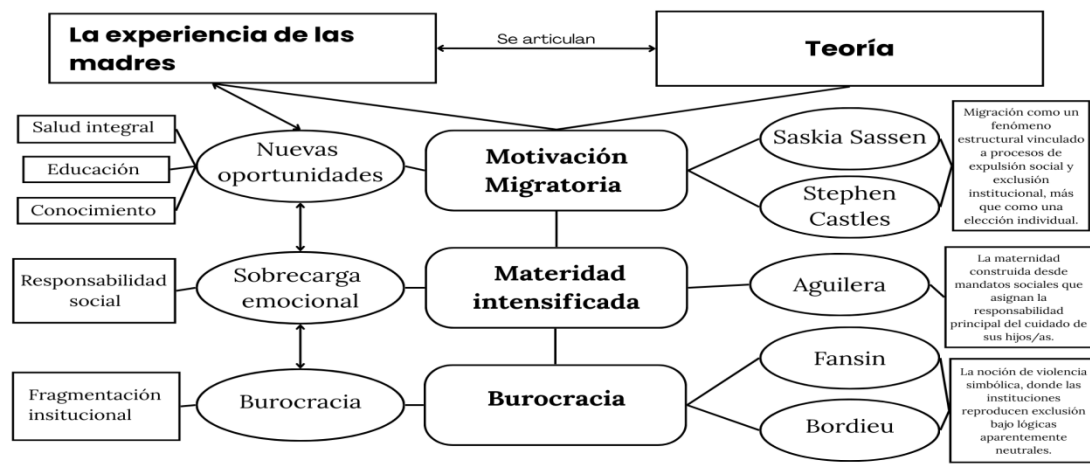 La experiencia de las
madres
Se articulan
Teoría
Salud integral
Educación
Conocimiento
Nuevas
oportunidades
Motivación
Migratoria
Saskia Sassen
Stephen
Castles
Migración como un
fenómeno
estructural vinculado
a procesos de
expulsión social y
exclusión
institucional, más
que como una
elección individual.
Responsabilidad
social
Sobrecarga
emocional
Materidad
intensificada
Aguilera
La maternidad
construida desde
mandatos sociales que
asignan la
responsabilidad
principal del cuidado de
sus hijos/as.
Fragmentación
insitucional
Burocracia
Burocracia
Fansin
Bordieu
La noción de violencia
simbólica, donde las
instituciones
reproducen exclusión
bajo lógicas
aparentemente
neutrales.